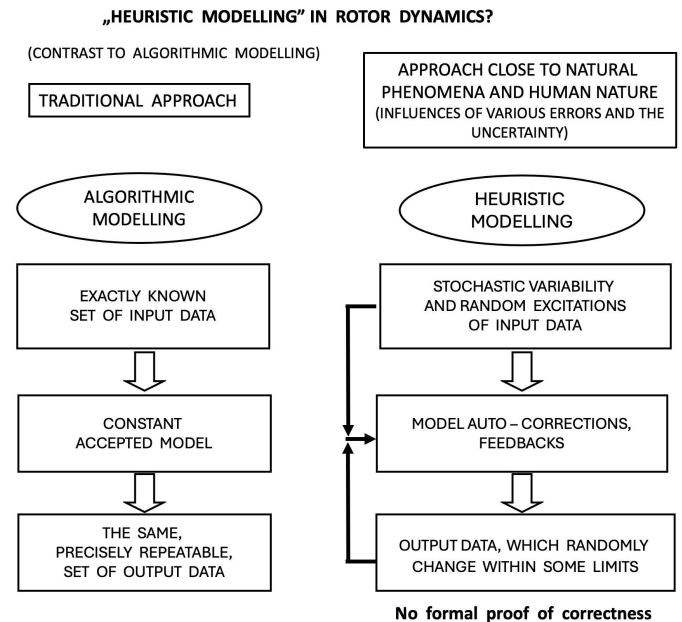 „HEURISTIC MODELLING” IN ROTOR DYNAMICS?
(CONTRAST TO ALGORITHMIC MODELLING)
TRADITIONAL APPROACH
APPROACH CLOSE TO NATURAL
PHENOMENA AND HUMAN NATURE
(INFLUENCES OF VARIOUS ERRORS AND THE
UNCERTAINTY)
ALGORITHMIC
MODELLING
HEURISTIC
MODELLING
EXACTLY KNOWN
SET OF INPUT DATA
STOCHASTIC VARIABILITY
AND RANDOM EXCITATIONS
OF INPUT DATA
CONSTANT
ACCEPTED MODEL
MODEL AUTO – CORRECTIONS,
FEEDBACKS
THE SAME,
PRECISELY REPEATABLE,
SET OF OUTPUT DATA
OUTPUT DATA, WHICH RANDOMLY
CHANGE WITHIN SOME LIMITS
No formal proof of correctness